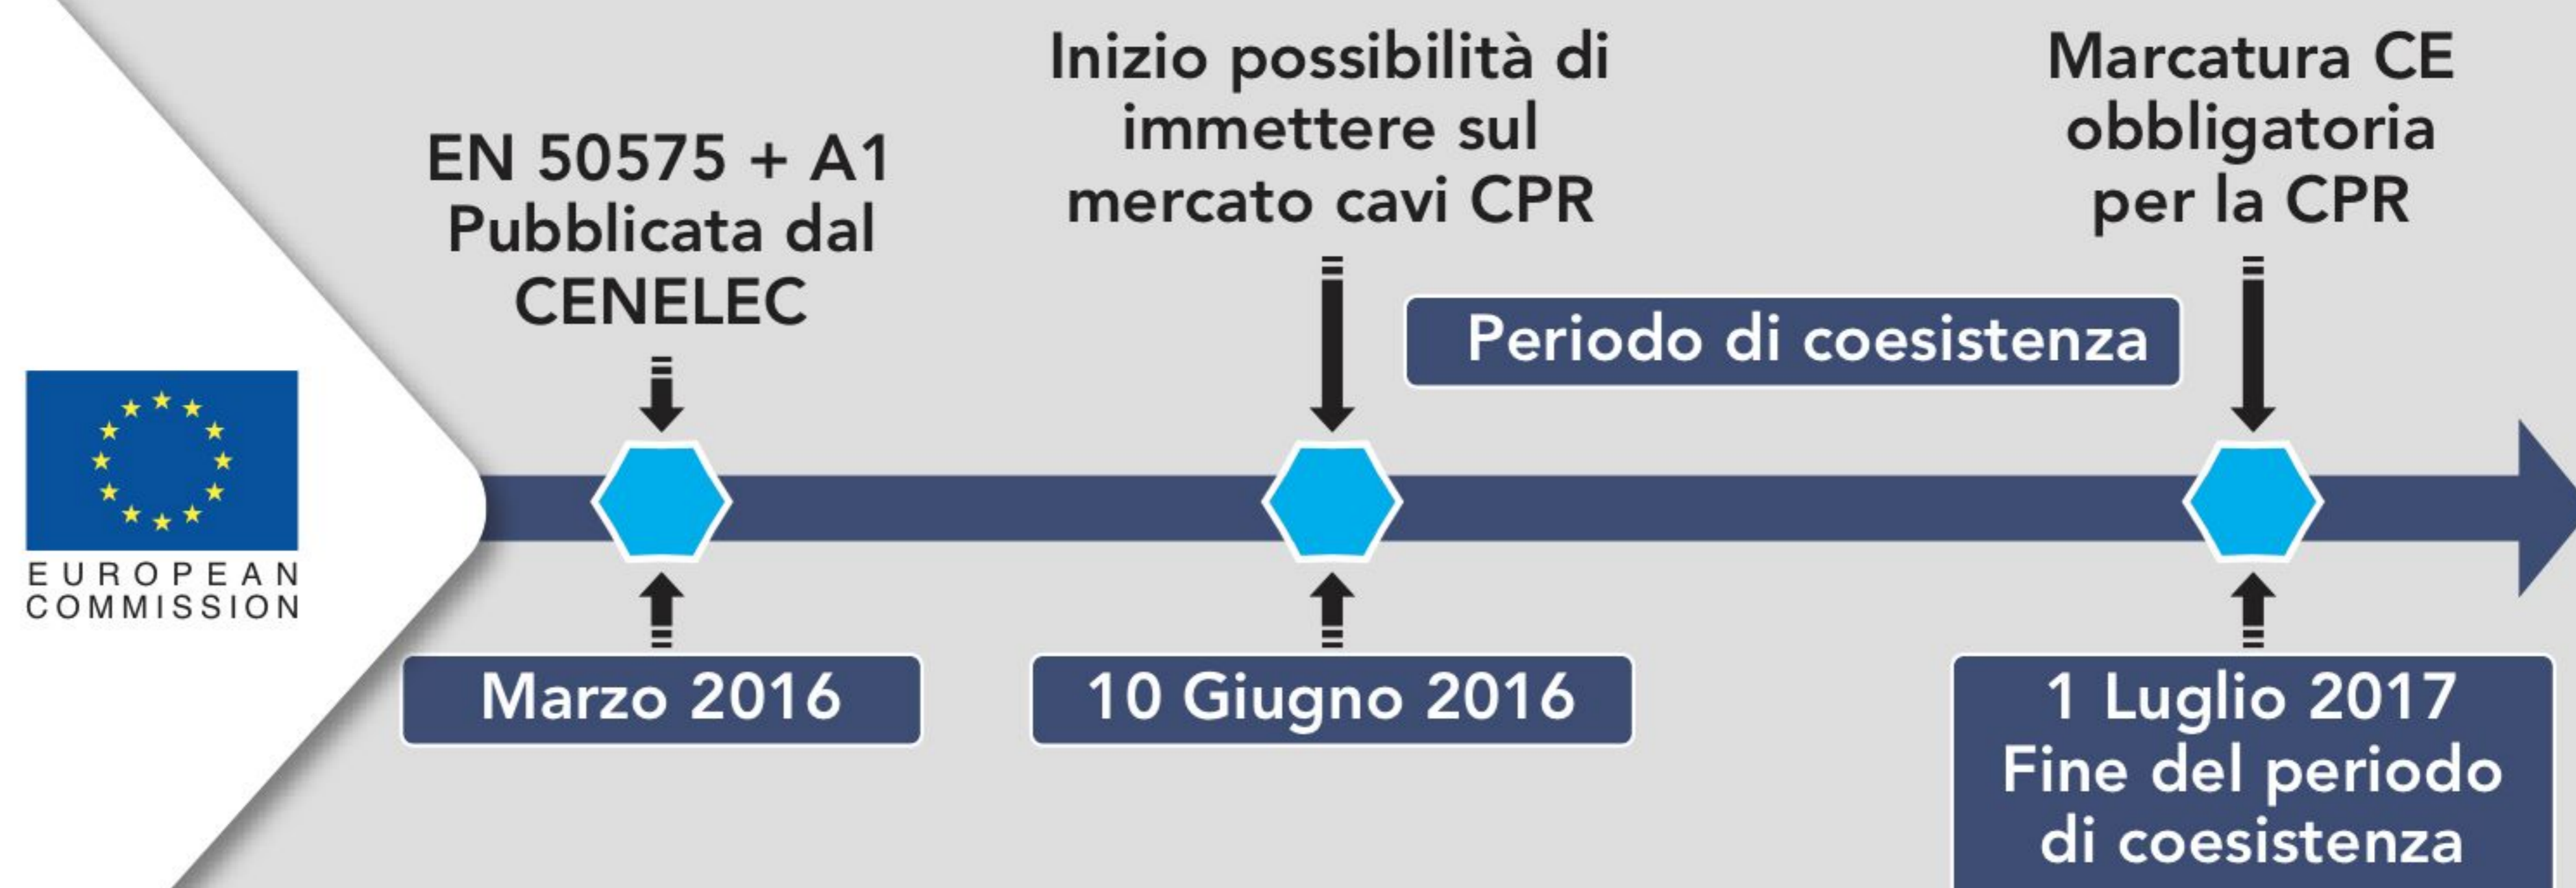 EUROPEAN
COMMISSION
EN 50575 + A1
Pubblicata dal
CENELEC
Marzo 2016
Inizio possibilità di
immettere sul
mercato cavi CPR
10 Giugno 2016
Periodo di coesistenza
Marcatura CE
obbligatoria
per la CPR
1 Luglio 2017
Fine del periodo
di coesistenza